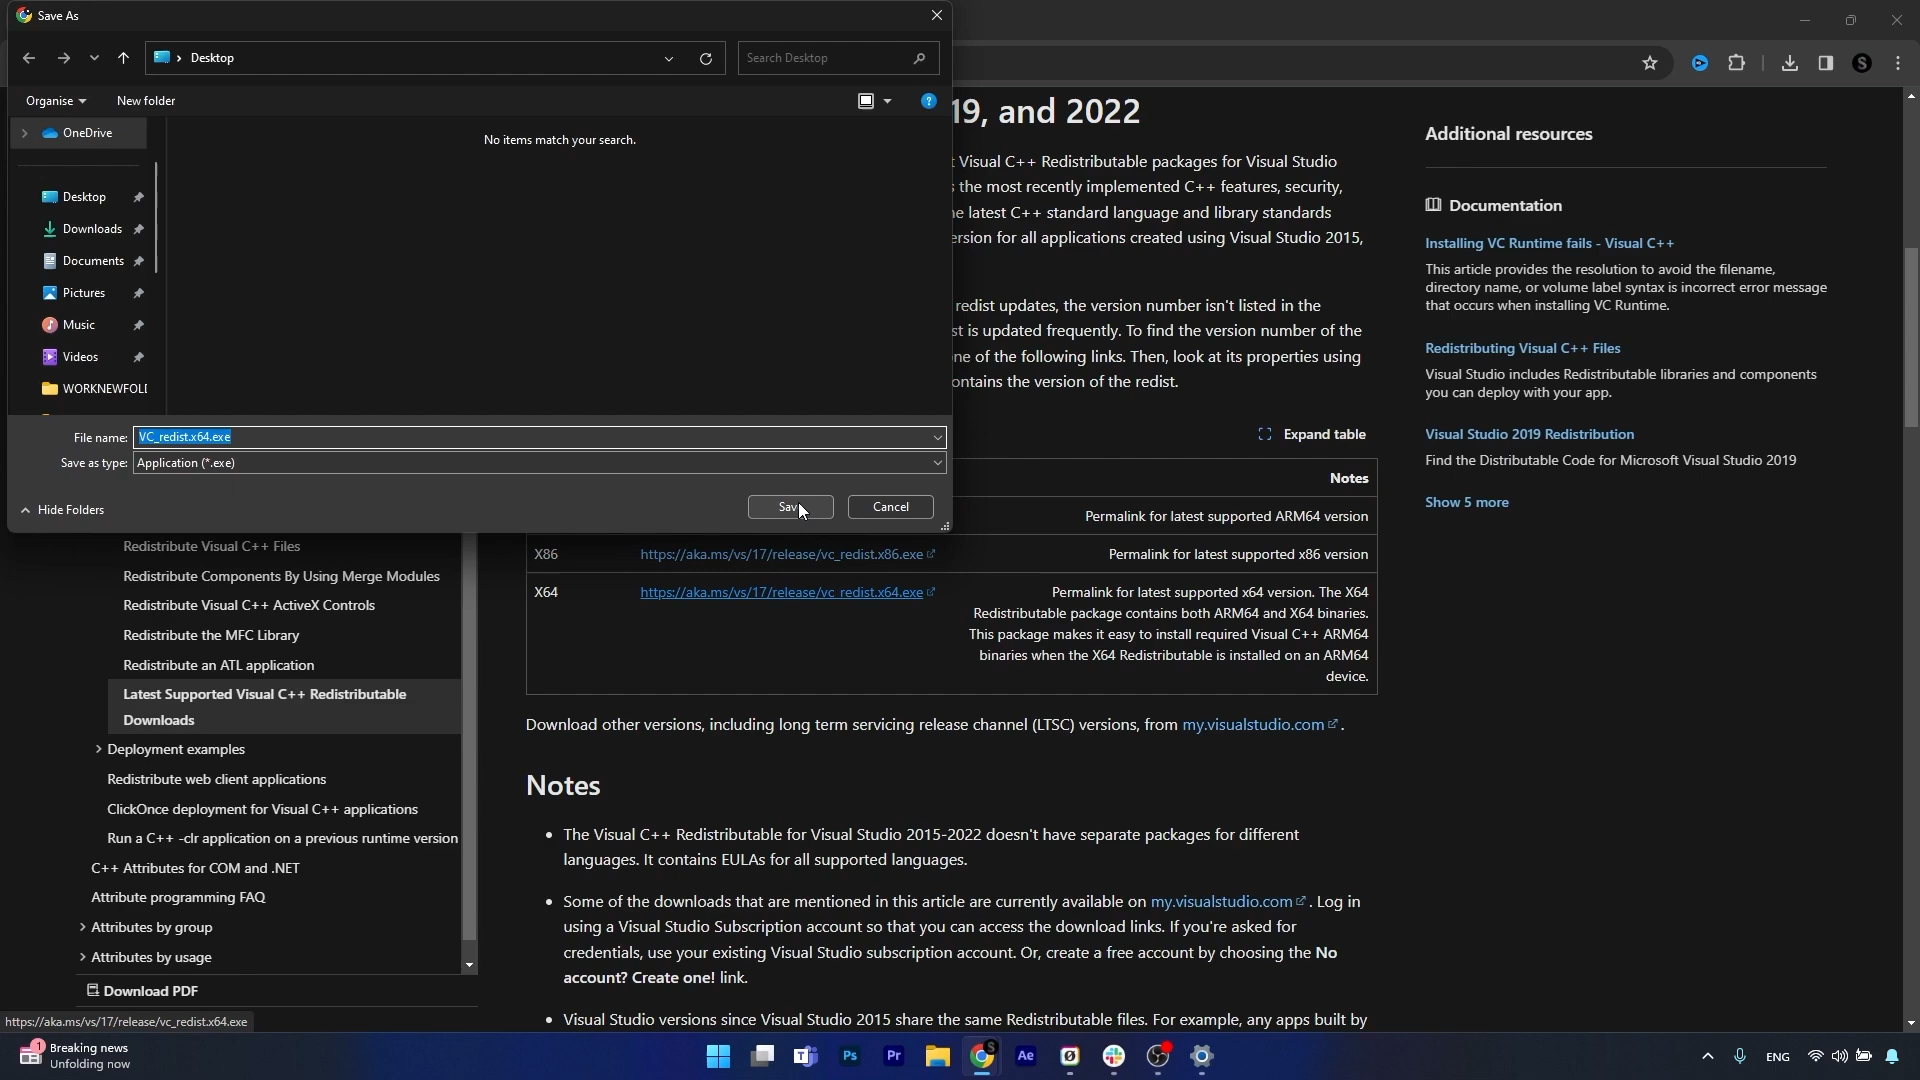 Save As
Desktop
Search Desktop
Organise
New folder
OneDrive
No items match your search.
Desktop
Downloads
Documents
Pictures
Music
Videos
WORKNEWFOL
File name: VC_redist.x64.exe
Save as type: Application (*.exe)
Hide Folders
Sav
Cancel
19, and 2022
Visual C++ Redistributable packages for Visual Studio
the most recently implemented C++ features, security,
latest C++ standard language and library standards
for all applications created using Visual Studio 2015,
redist updates, the version number isn't listed in the
is updated frequently. To find the version number of the
of the following links. Then, look at its properties using
the version of the redist.
Expand table
Notes
Permalink for latest supported ARM64 version
X86 https://aka.ms/vs/17/release/vc_redist.x86.exe Permalink for latest supported x86 version
X64 https://aka.ms/vs/17/release/vc_redist.x64.exe Permalink for latest supported x64 version. The X64
Redistributable package contains both ARM64 and X64 binaries.
This package makes it easy to install required Visual C++ ARM64
binaries when the X64 Redistributable is installed on an ARM64
device.
Download other versions, including long term servicing release channel (LTSC) versions, from my.visualstudio.com .
Notes
• The Visual C++ Redistributable for Visual Studio 2015-2022 doesn't have separate packages for different
languages. It contains EULAs for all supported languages.
• Some of the downloads that are mentioned in this article are currently available on my.visualstudio.com . Log in
using a Visual Studio Subscription account so that you can access the download links. If you're asked for
credentials, use your existing Visual Studio subscription account. Or, create a free account by choosing the No
account? Create one! link.
• Visual Studio versions since Visual Studio 2015 share the same Redistributable files. For example, any apps built by
Additional resources
Documentation
Installing VC Runtime fails - Visual C++
This article provides the resolution to avoid the filename,
directory name, or volume label syntax is incorrect error message
that occurs when installing VC Runtime.
Redistributing Visual C++ Files
Visual Studio includes Redistributable libraries and components
you can deploy with your app.
Visual Studio 2019 Redistribution
Find the Distributable Code for Microsoft Visual Studio 2019
Show 5 more
Redistribute Visual C++ Files
Redistribute Components By Using Merge Modules
Redistribute Visual C++ ActiveX Controls
Redistribute the MFC Library
Redistribute an ATL application
Latest Supported Visual C++ Redistributable
Downloads
Deployment examples
Redistribute web client applications
ClickOnce deployment for Visual C++ applications
Run a C++ -clr application on a previous runtime version
C++ Attributes for COM and .NET
Attribute programming FAQ
Attributes by group
Attributes by usage
Download PDF
https://aka.ms/vs/17/release/vc_redist.x64.exe
1
Breaking news
Unfolding now
Ps
Pr
S
Ae
ENG
S